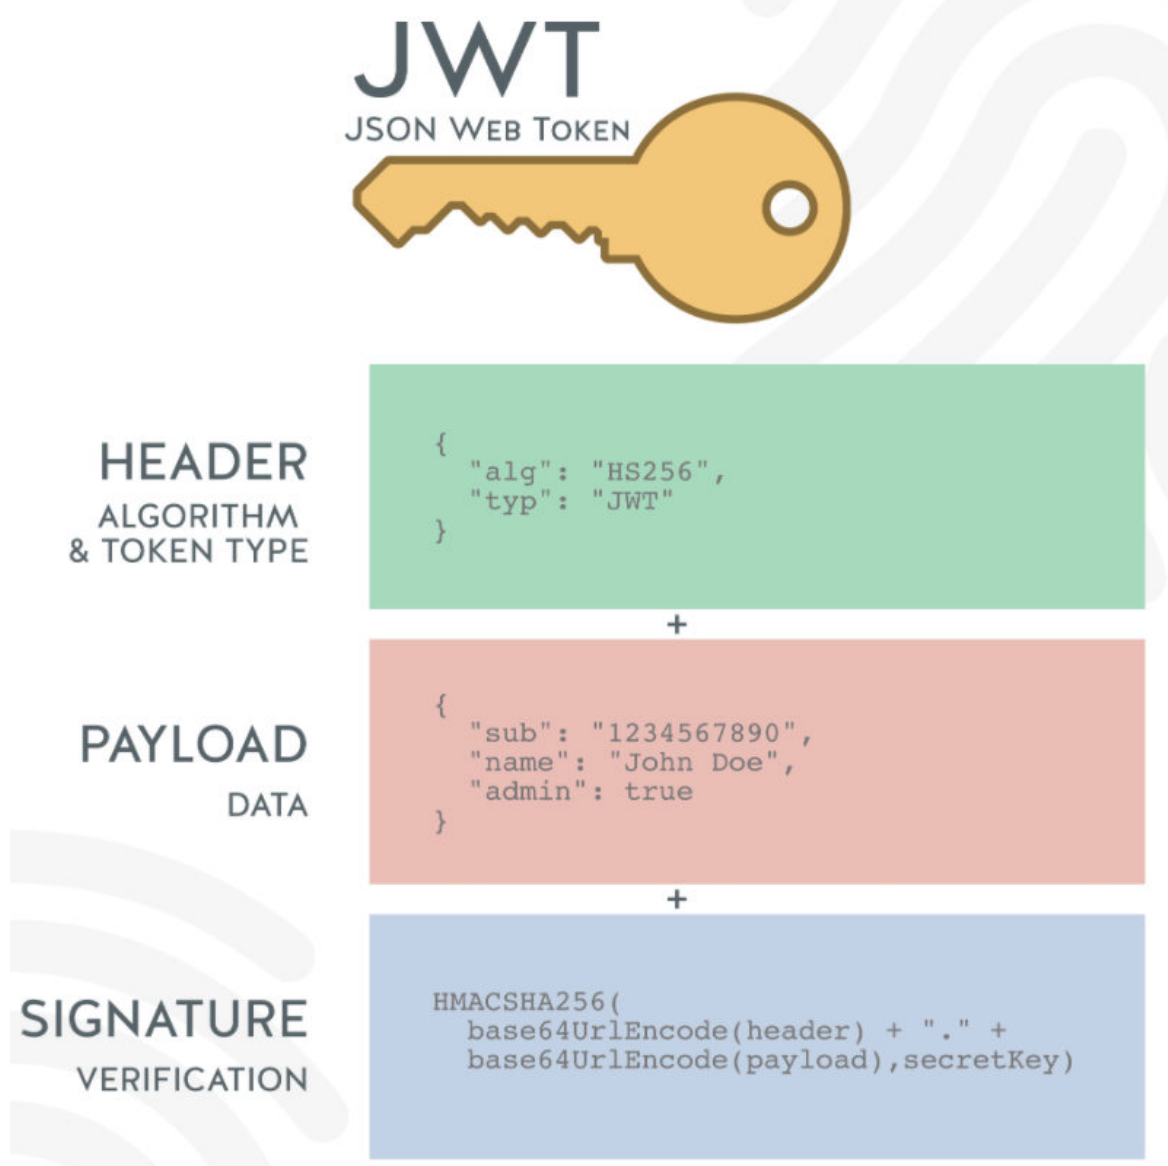 JWT
JSON WEB TOKEN
HEADER
ALGORITHM
& TOKEN TYPE
{
"alg": "HS256",
"typ": "JWT"
}
+
PAYLOAD
DATA
{
"sub": "1234567890",
"name": "John Doe",
"admin": true
}
+
SIGNATURE
VERIFICATION
HMACSHA256(
base64UrlEncode(header) + "." +
base64UrlEncode(payload),secretKey)